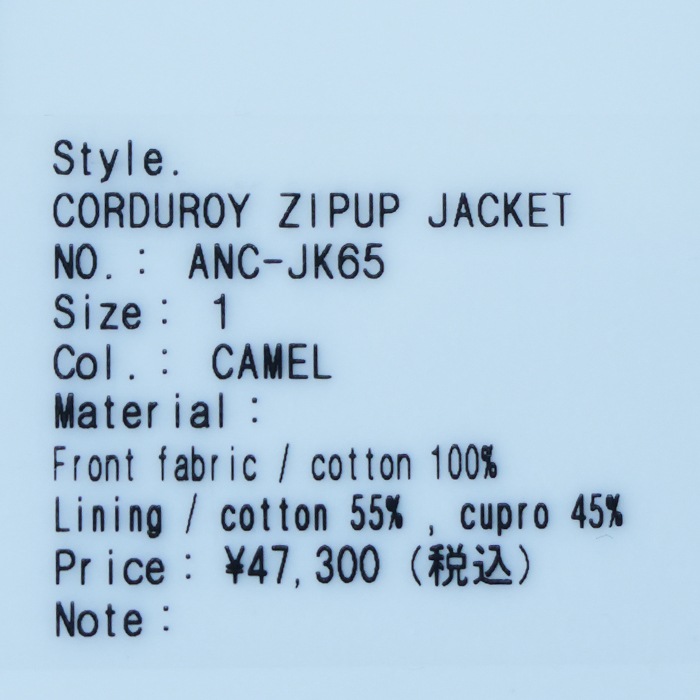 Style.
CORDUROY ZIPUP JACKET
NO.: ANC-JK65
Size: 1
Col.: CAMEL
Material:
Front fabric / cotton 100%
Lining / cotton 55% , cupro 45%
Price: ¥47,300 (税込)
Note: